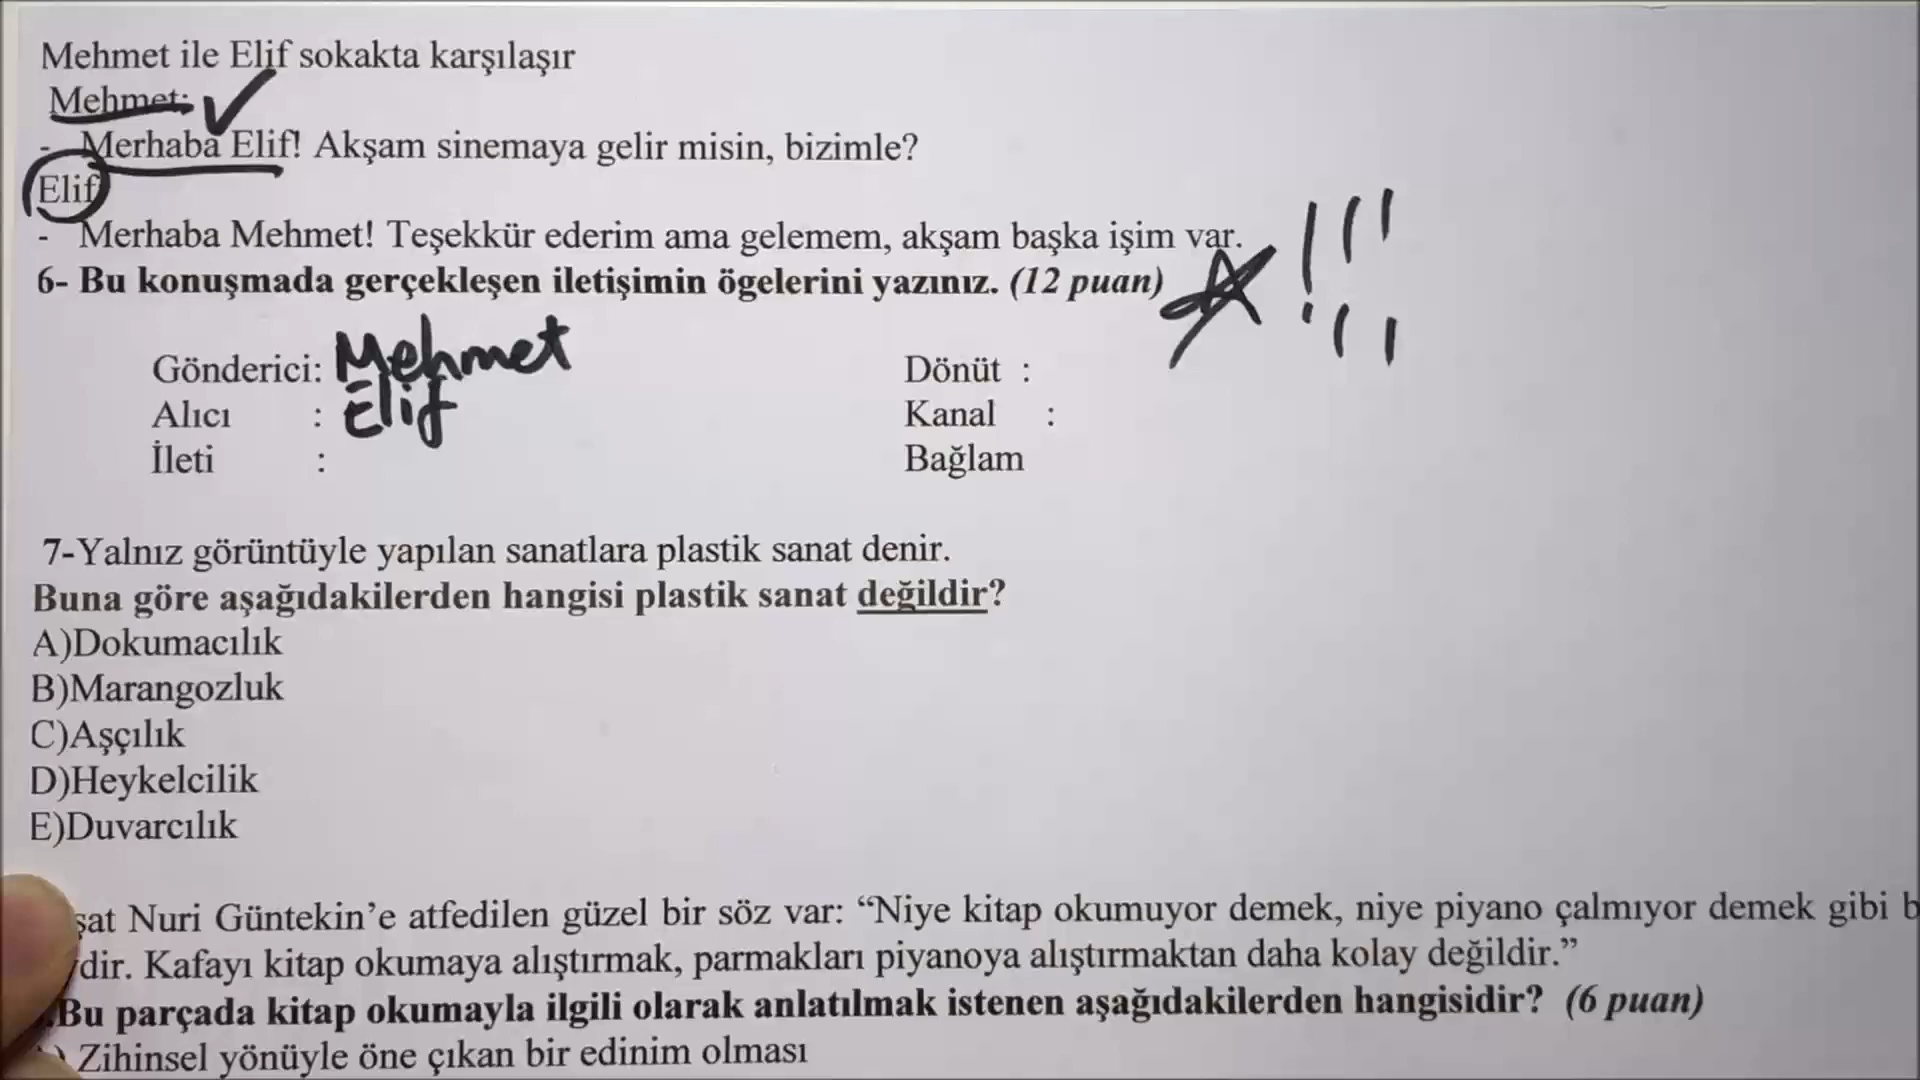 Mehmet ile Elif sokakta karşılaşır
Mehmet:
- Merhaba Elif! Akşam sinemaya gelir misin, bizimle?
Elif
- Merhaba Mehmet! Teşekkür ederim ama gelemem, akşam başka işim var.
6- Bu konuşmada gerçekleşen iletişimin ögelerini yazınız. (12 puan)
Gönderici: Mehmet Dönüt :
Alıcı : Elif Kanal :
İleti : Bağlam
7-Yalnız görüntüyle yapılan sanatlara plastik sanat denir.
Buna göre aşağıdakilerden hangisi plastik sanat değildir?
A)Dokumacılık
B)Marangozluk
C)Aşçılık
D)Heykelcilik
E)Duvarcılık
şat Nuri Güntekin’e atfedilen güzel bir söz var: “Niye kitap okumuyor demek, niye piyano çalmıyor demek gibi b
dir. Kafayı kitap okumaya alıştırmak, parmakları piyanoya alıştırmaktan daha kolay değildir.”
Bu parçada kitap okumayla ilgili olarak anlatılmak istenen aşağıdakilerden hangisidir? (6 puan)
) Zihinsel yönüyle öne çıkan bir edinim olması